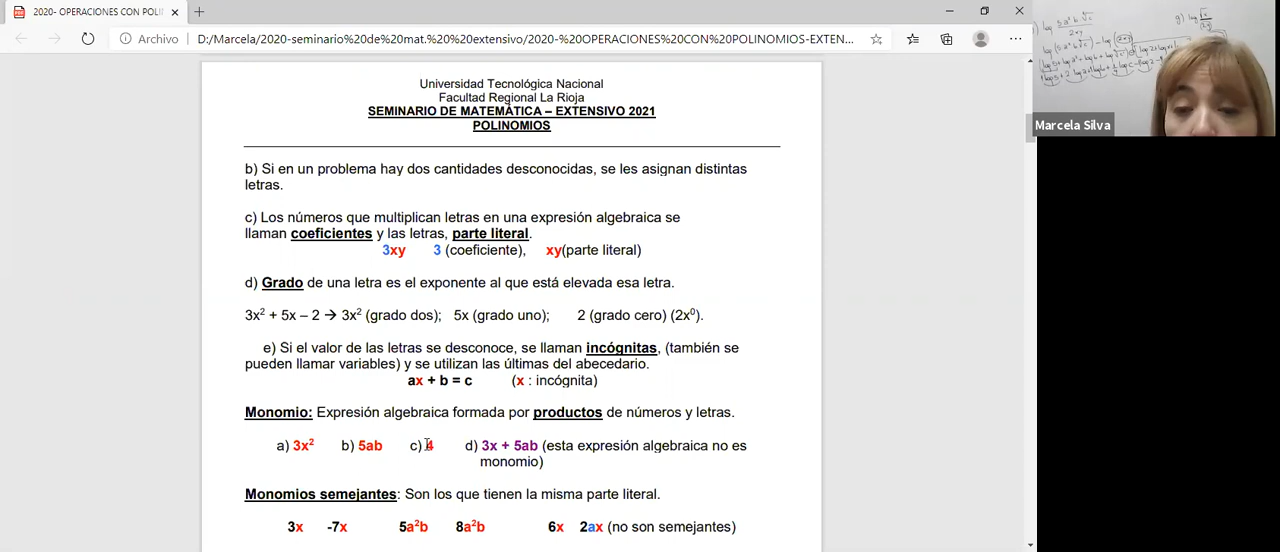 2020- OPERACIONES CON POLI
Archivo
D:/Marcela/2020-seminario%20de%20mat.%20%20extensivo/2020-%20OPERACIONES%20CON%20POLINOMIOS-EXTEN...
Universidad Tecnológica Nacional
Facultad Regional La Rioja
SEMINARIO DE MATEMÁTICA – EXTENSIVO 2021
POLINOMIOS
b) Si en un problema hay dos cantidades desconocidas, se les asignan distintas
letras.
c) Los números que multiplican letras en una expresión algebraica se
llaman coeficientes y las letras, parte literal.
3xy 3 (coeficiente), xy(parte literal)
d) Grado de una letra es el exponente al que está elevada esa letra.
3x² + 5x – 2 → 3x² (grado dos); 5x (grado uno); 2 (grado cero) (2x⁰).
e) Si el valor de las letras se desconoce, se llaman incógnitas, (también se
pueden llamar variables) y se utilizan las últimas del abecedario.
ax + b = c (x : incógnita)
Monomio: Expresión algebraica formada por productos de números y letras.
a) 3x² b) 5ab c) 4 d) 3x + 5ab (esta expresión algebraica no es
monomio)
Monomios semejantes: Son los que tienen la misma parte literal.
3x -7x 5a²b 8a²b 6x 2ax (no son semejantes)
Marcela Silva